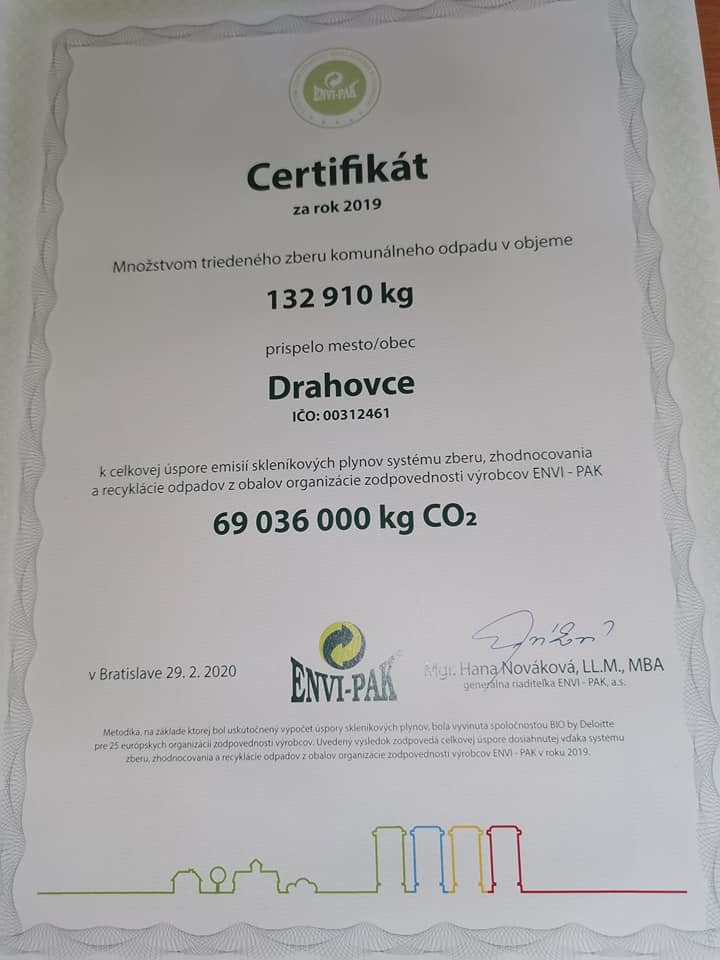 ENVI-PAK
Certifikát
za rok 2019
Množstvom triedeného zberu komunálneho odpadu v objeme
132 910 kg
prispelo mesto/obec
Drahovce
IČO: 00312461
k celkovej úspore emisií skleníkových plynov systému zberu, zhodnocovania
a recyklácie odpadov z obalov organizácie zodpovednosti výrobcov ENVI - PAK
69 036 000 kg CO₂
v Bratislave 29. 2. 2020
ENVI-PAK
Mgr. Hana Nováková, LL.M., MBA
generálna riaditeľka ENVI - PAK, a.s.
Metodika, na základe ktorej bol uskutočnený výpočet úspory skleníkových plynov, bola vyvinutá spoločnosťou BIO by Deloitte
pre 25 európskych organizácií zodpovednosti výrobcov. Uvedený výsledok zodpovedá celkovej úspore dosiahnutej vďaka systému
zberu, zhodnocovania a recyklácie odpadov z obalov organizácie zodpovednosti výrobcov ENVI - PAK v roku 2019.